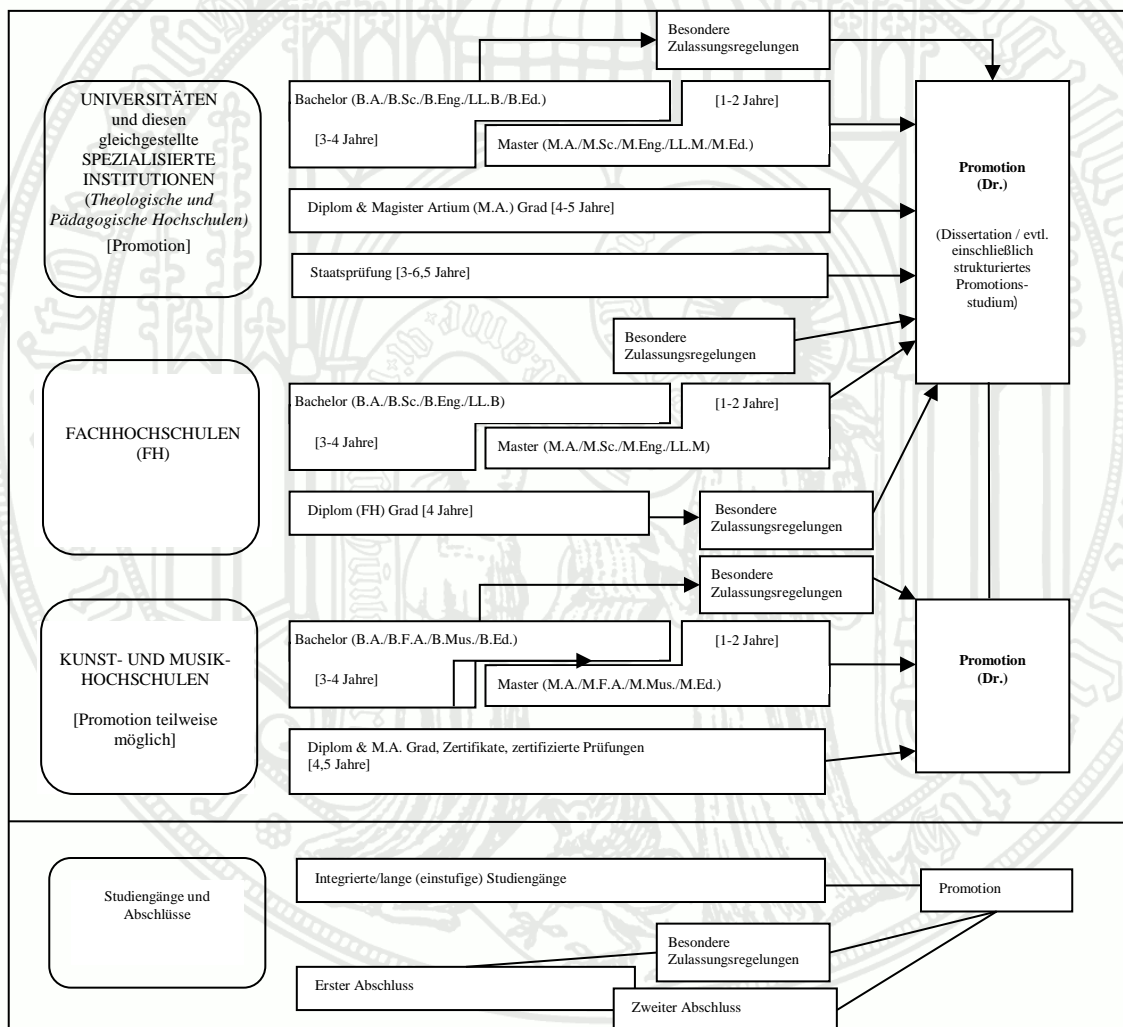 Besondere
Zulassungsregelungen
UNIVERSITÄTEN
und diesen
gleichgestellte
SPEZIALISIERTE
INSTITUTIONEN
(Theologische und
Pädagogische Hochschulen)
[Promotion]
Bachelor (B.A./B.Sc./B.Eng./LL.B./B.Ed.)
[3-4 Jahre]
[1-2 Jahre]
Master (M.A./M.Sc./M.Eng./LL.M./M.Ed.)
Diplom & Magister Artium (M.A.) Grad [4-5 Jahre]
Staatsprüfung [3-6,5 Jahre]
Promotion
(Dr.)
(Dissertation / evtl.
einschließlich
strukturiertes
Promotions-
studium)
Besondere
Zulassungsregelungen
FACHHOCHSCHULEN
(FH)
Bachelor (B.A./B.Sc./B.Eng./LL.B)
[3-4 Jahre]
[1-2 Jahre]
Master (M.A./M.Sc./M.Eng./LL.M)
Diplom (FH) Grad [4 Jahre]
Besondere
Zulassungsregelungen
Besondere
Zulassungsregelungen
KUNST- UND MUSIK-
HOCHSCHULEN
[Promotion teilweise
möglich]
Bachelor (B.A./B.F.A./B.Mus./B.Ed.)
[3-4 Jahre]
[1-2 Jahre]
Master (M.A./M.F.A./M.Mus./M.Ed.)
Diplom & M.A. Grad, Zertifikate, zertifizierte Prüfungen
[4,5 Jahre]
Promotion
(Dr.)
Studiengänge und
Abschlüsse
Integrierte/lange (einstufige) Studiengänge
Promotion
Besondere
Zulassungsregelungen
Erster Abschluss
Zweiter Abschluss